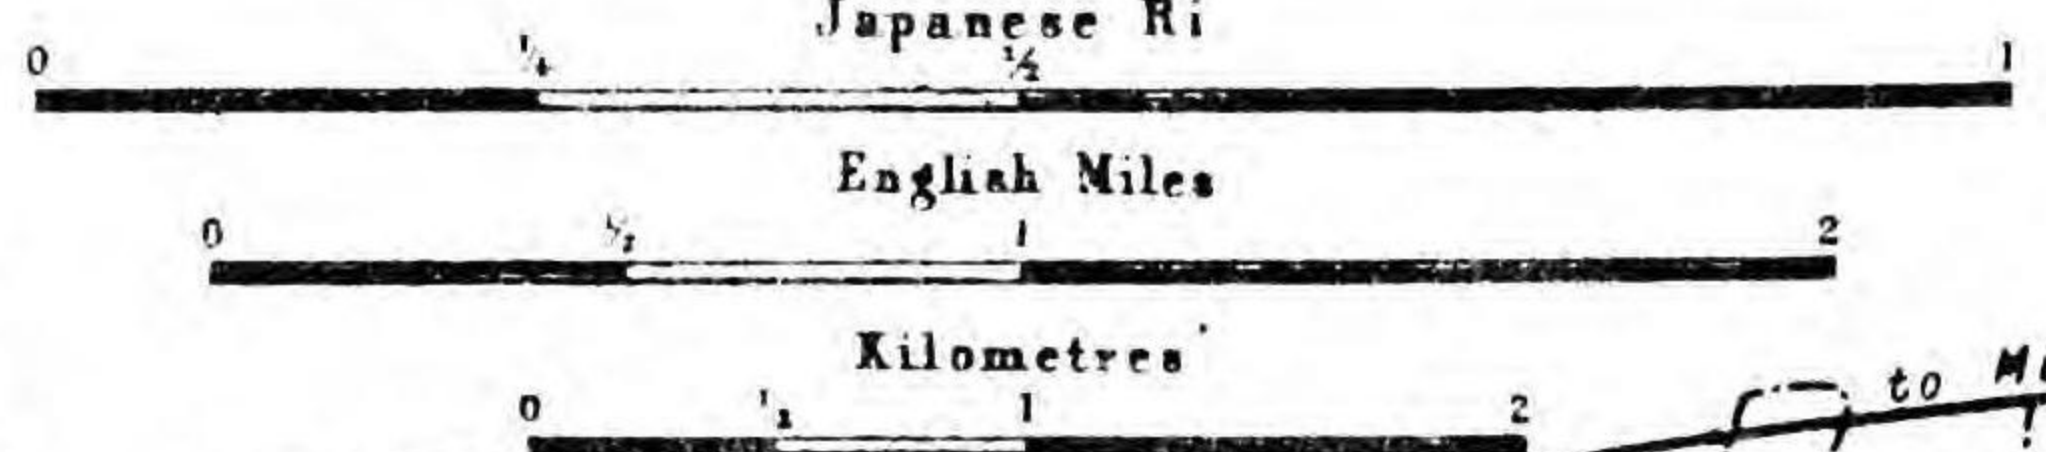 Japanese Ri
0 ¼ ½ 1
English Miles
0 ½ 1 2
Kilometres
0 ½ 1 2
to